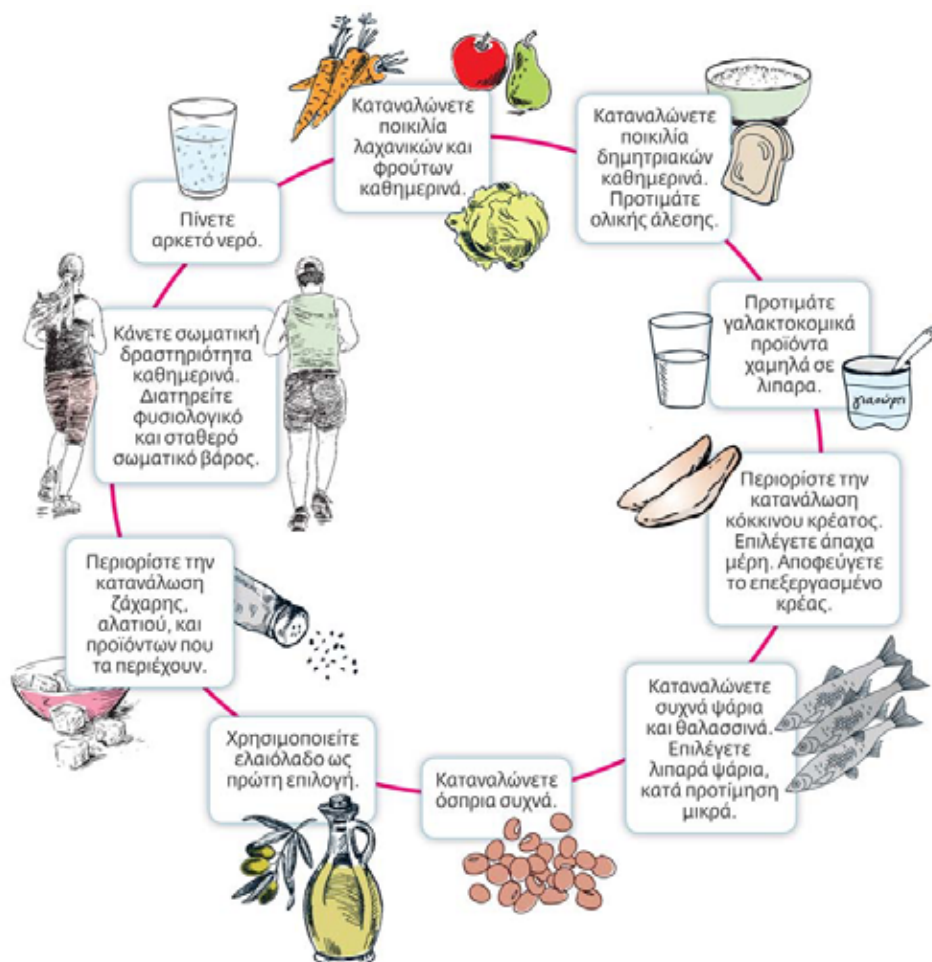 Καταναλώνετε
ποικιλία
λαχανικών και
φρούτων
καθημερινά.
Καταναλώνετε
ποικιλία
δημητριακών
καθημερινά.
Προτιμάτε
ολικής άλεσης.
Προτιμάτε
γαλακτοκομικά
προϊόντα
χαμηλά σε
λιπαρα.
γιαούρτι
Περιορίστε την
κατανάλωση
κόκκινου κρέατος.
Επιλέγετε άπαχα
μέρη. Αποφεύγετε
το επεξεργασμένο
κρέας.
Καταναλώνετε
συχνά ψάρια
και θαλασσινά.
Επιλέγετε
λιπαρά ψάρια,
κατά προτίμηση
μικρά.
Καταναλώνετε
όσπρια συχνά.
Χρησιμοποιείτε
ελαιόλαδο ως
πρώτη επιλογή.
Περιορίστε την
κατανάλωση
ζάχαρης,
αλατιού, και
προϊόντων που
τα περιέχουν.
Κάνετε σωματική
δραστηριότητα
καθημερινά.
Διατηρείτε
φυσιολογικό
και σταθερό
σωματικό βάρος.
Πίνετε
αρκετό νερό.